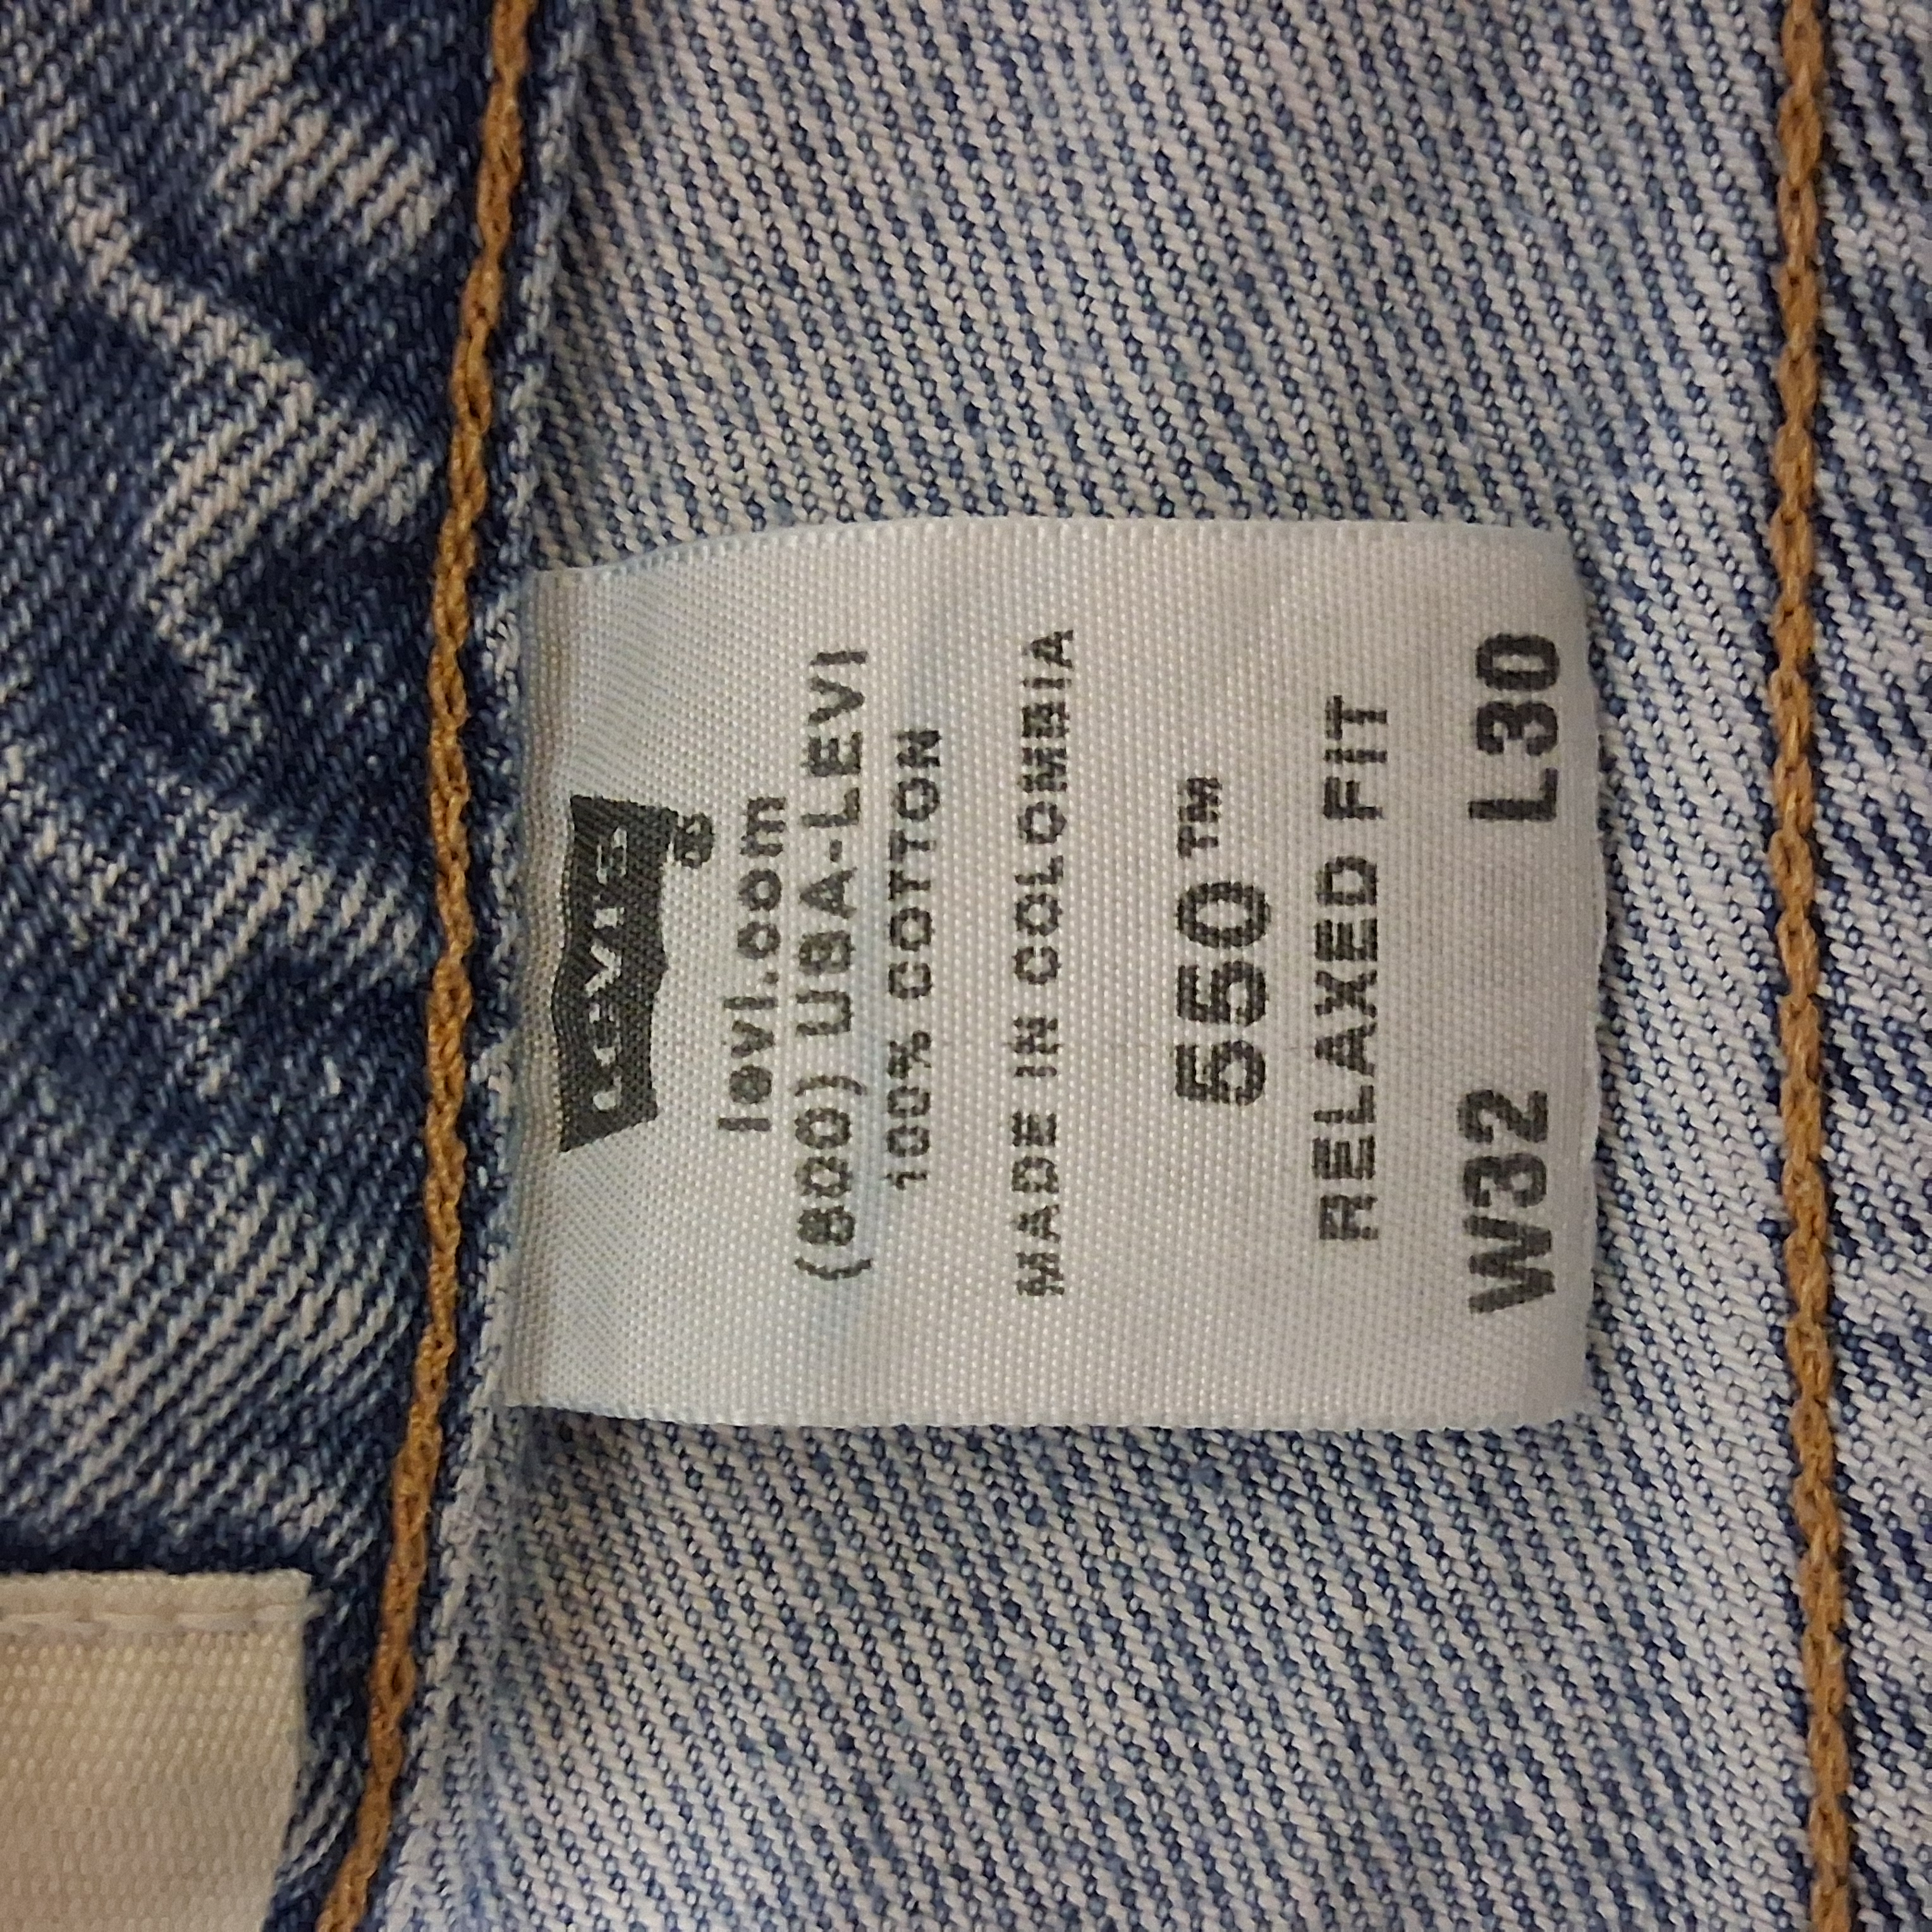 Levi's®
levi.com
(800) USA-LEVI
100% COTTON
MADE IN COLOMBIA
550™
RELAXED FIT
W32 L30